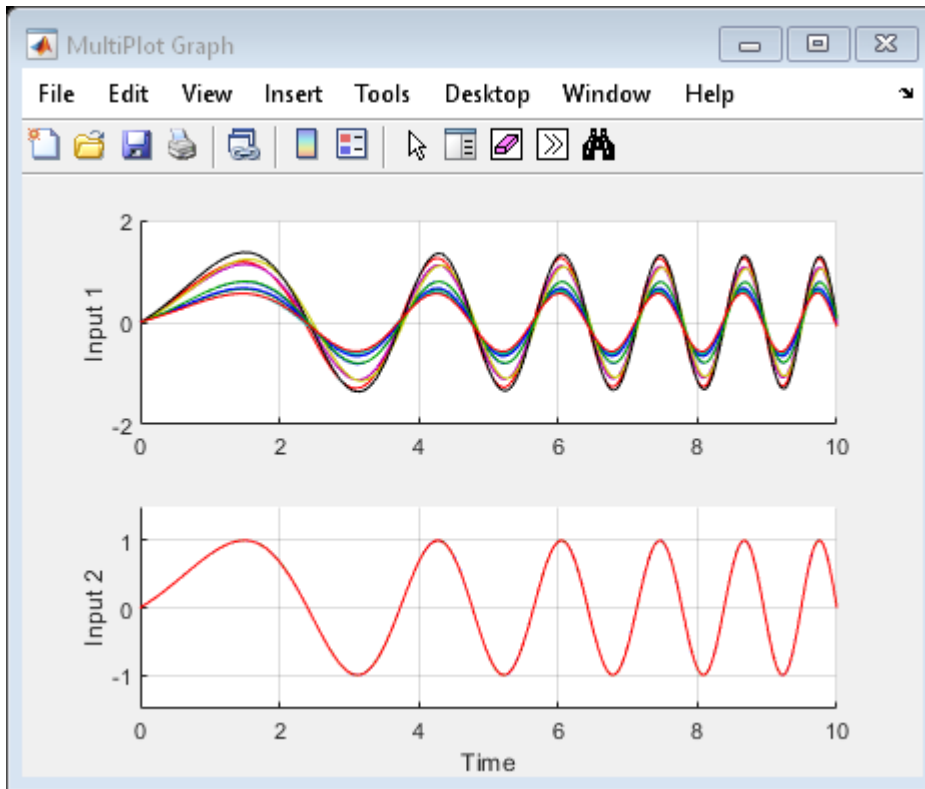 MultiPlot Graph
File Edit View Insert Tools Desktop Window Help
2
0
-2
Input 1
0 2 4 6 8 10
1
0
-1
Input 2
0 2 4 6 8 10
Time